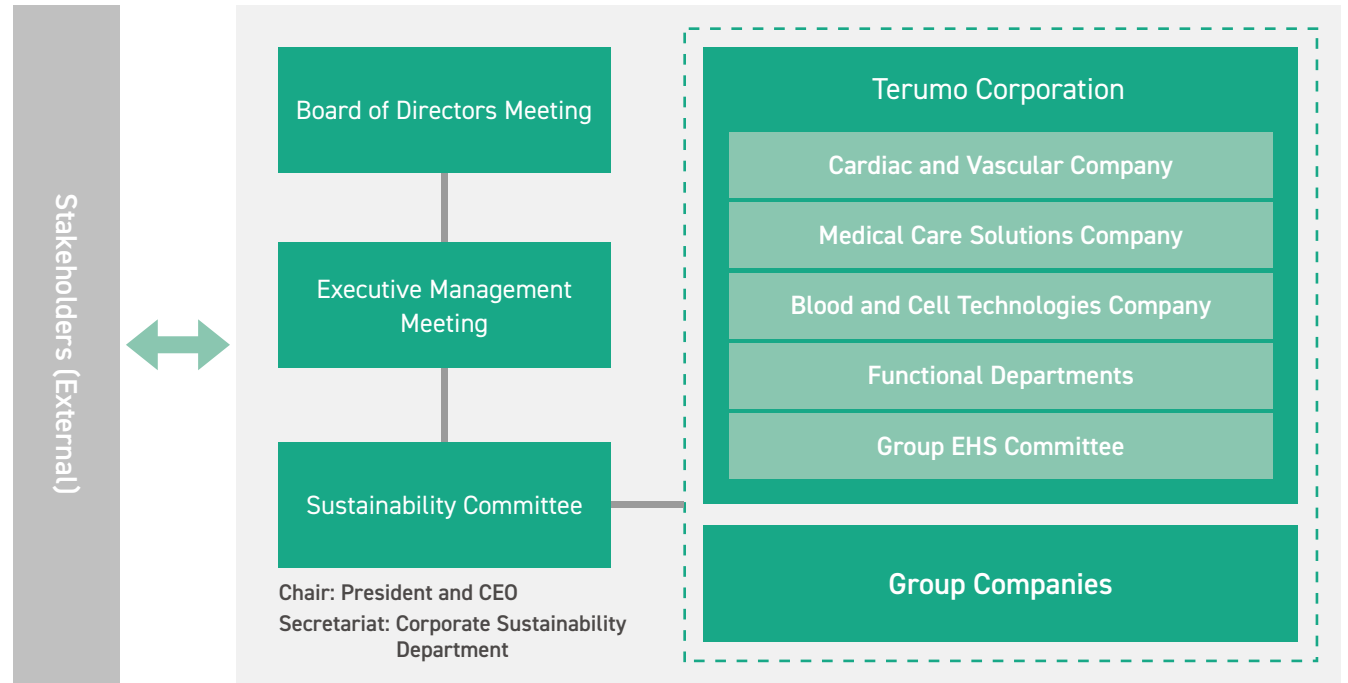 Stakeholders (External)
Board of Directors Meeting
Executive Management
Meeting
Sustainability Committee
Chair: President and CEO
Secretariat: Corporate Sustainability
Department
Terumo Corporation
Cardiac and Vascular Company
Medical Care Solutions Company
Blood and Cell Technologies Company
Functional Departments
Group EHS Committee
Group Companies